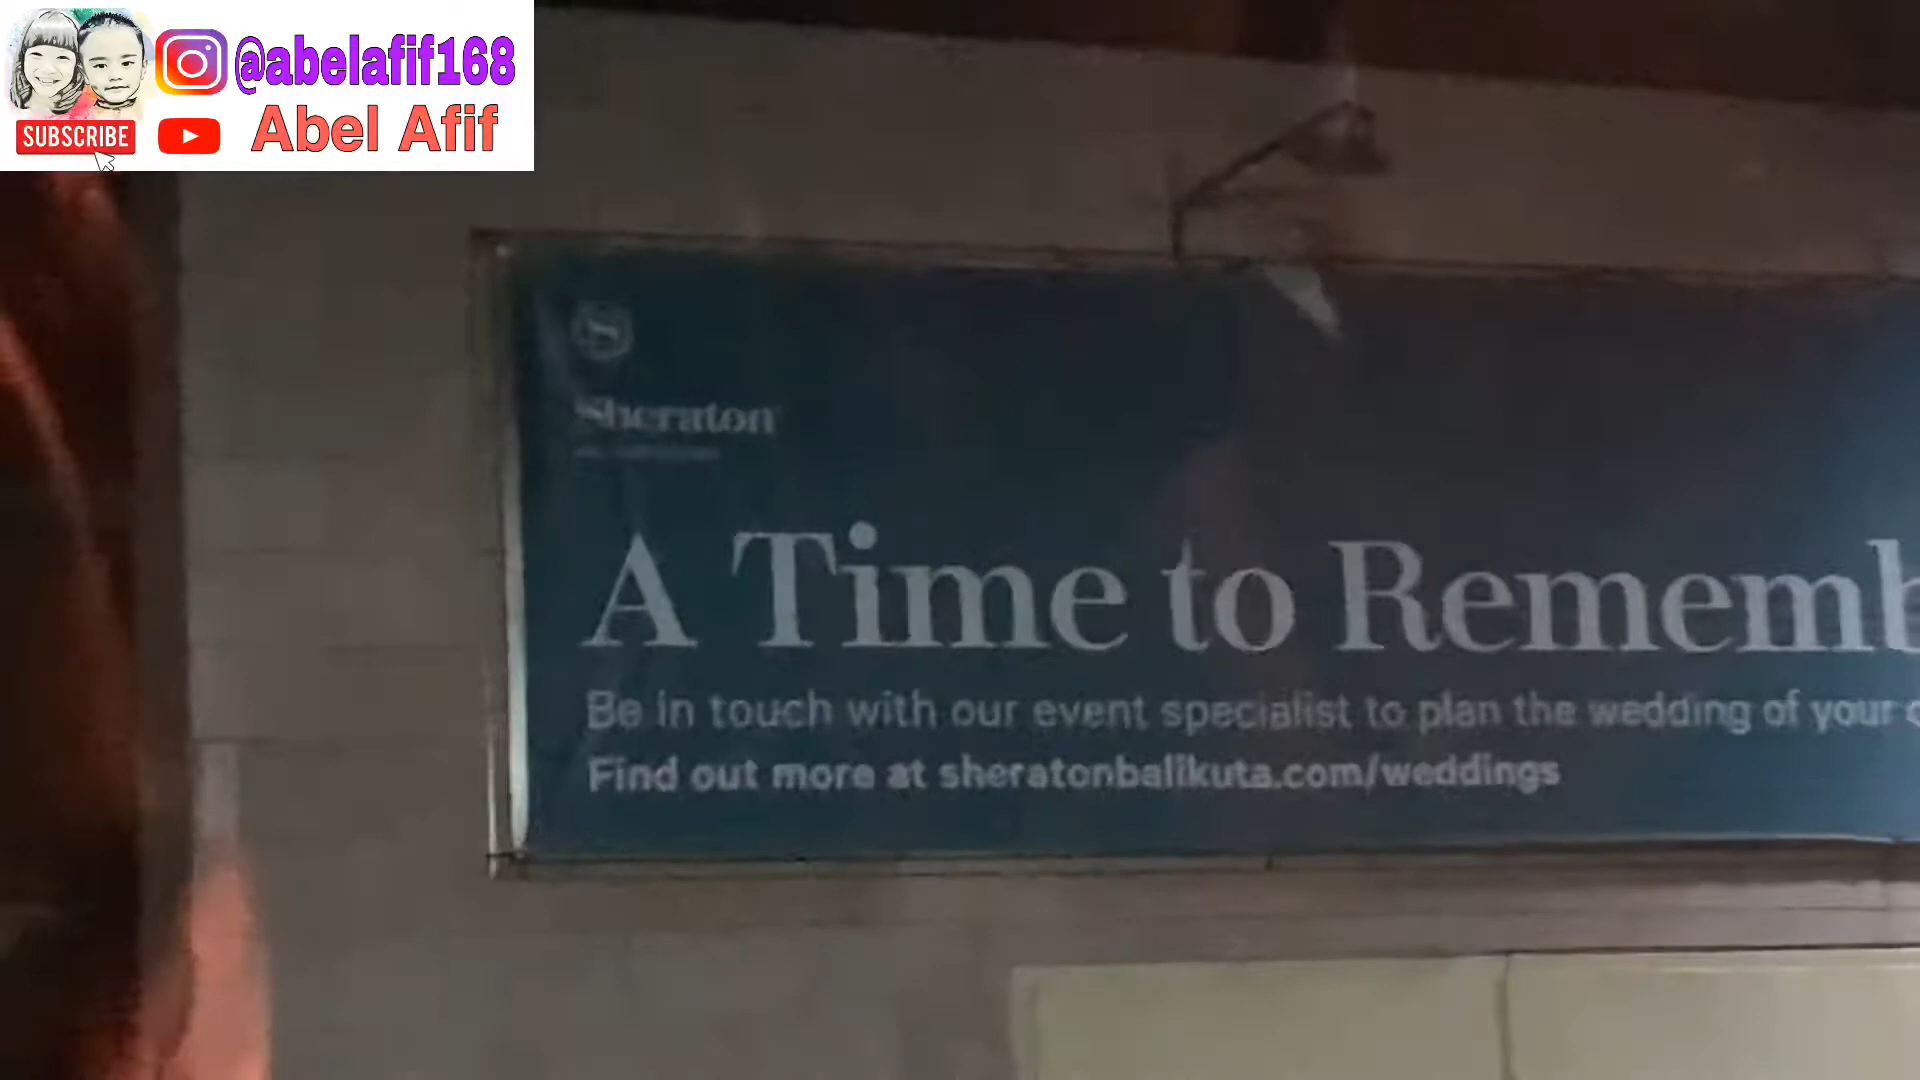 @abelafif168
SUBSCRIBE
Abel Afif
S
Sheraton
A Time to Rememb
Be in touch with our event specialist to plan the wedding of your
Find out more at sheratonbalikuta.com/weddings